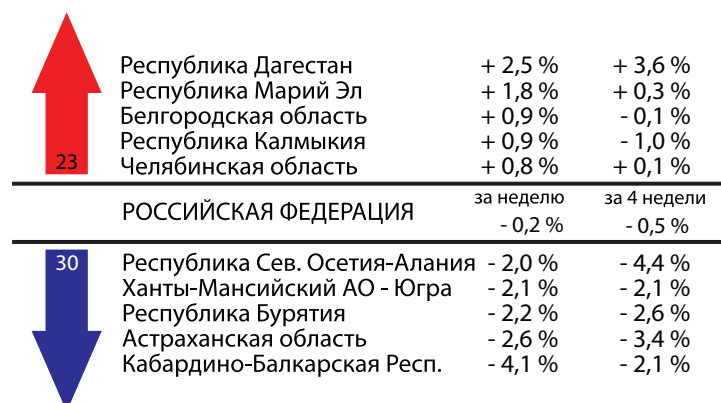 Республика Дагестан + 2,5 % + 3,6 %
Республика Марий Эл + 1,8 % + 0,3 %
Белгородская область + 0,9 % - 0,1 %
Республика Калмыкия + 0,9 % - 1,0 %
23 Челябинская область + 0,8 % + 0,1 %
за неделю за 4 недели
РОССИЙСКАЯ ФЕДЕРАЦИЯ - 0,2 % - 0,5 %
30 Республика Сев. Осетия-Алания - 2,0 % - 4,4 %
Ханты-Мансийский АО - Югра - 2,1 % - 2,1 %
Республика Бурятия - 2,2 % - 2,6 %
Астраханская область - 2,6 % - 3,4 %
Кабардино-Балкарская Респ. - 4,1 % - 2,1 %